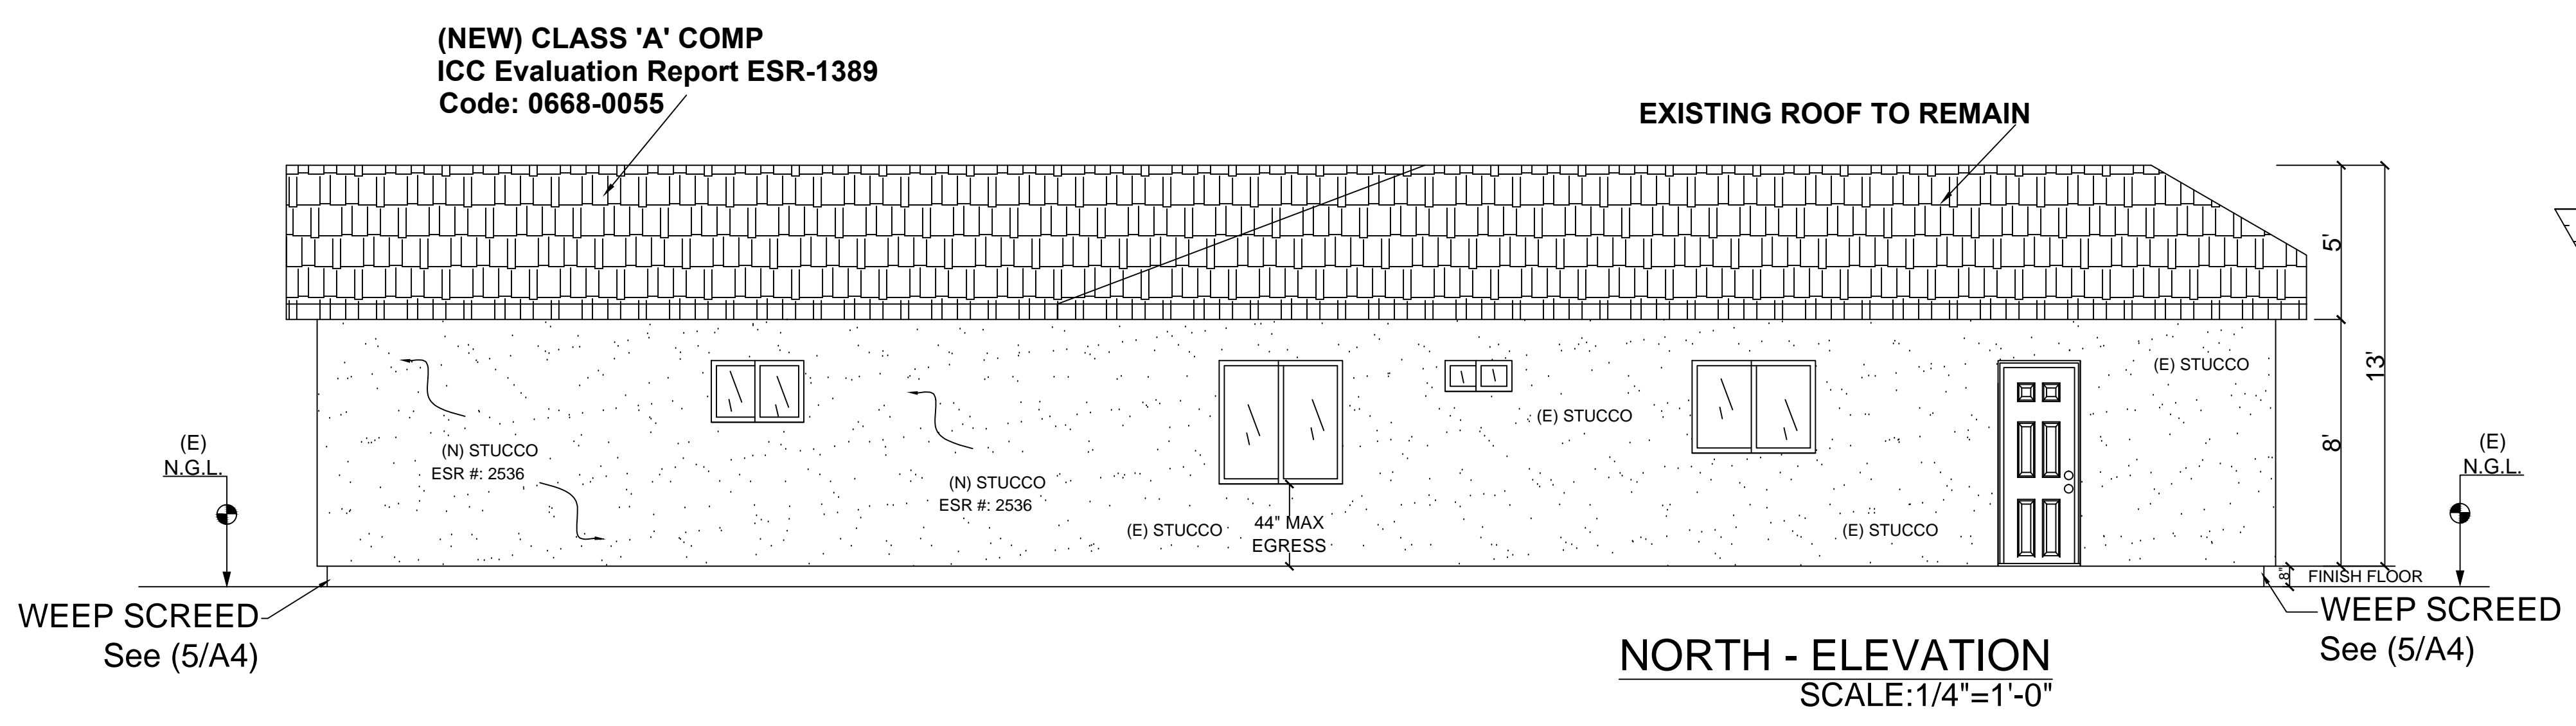 (NEW) CLASS 'A' COMP
ICC Evaluation Report ESR-1389
Code: 0668-0055
EXISTING ROOF TO REMAIN
5'
13'
8'
(E) STUCCO
(E) STUCCO
(E)
N.G.L.
(N) STUCCO
ESR #: 2536
(N) STUCCO
ESR #: 2536
(E)
N.G.L.
(E) STUCCO
44" MAX
EGRESS
(E) STUCCO
8"
FINISH FLOOR
WEEP SCREED
See (5/A4)
WEEP SCREED
See (5/A4)
NORTH - ELEVATION
SCALE:1/4"=1'-0"